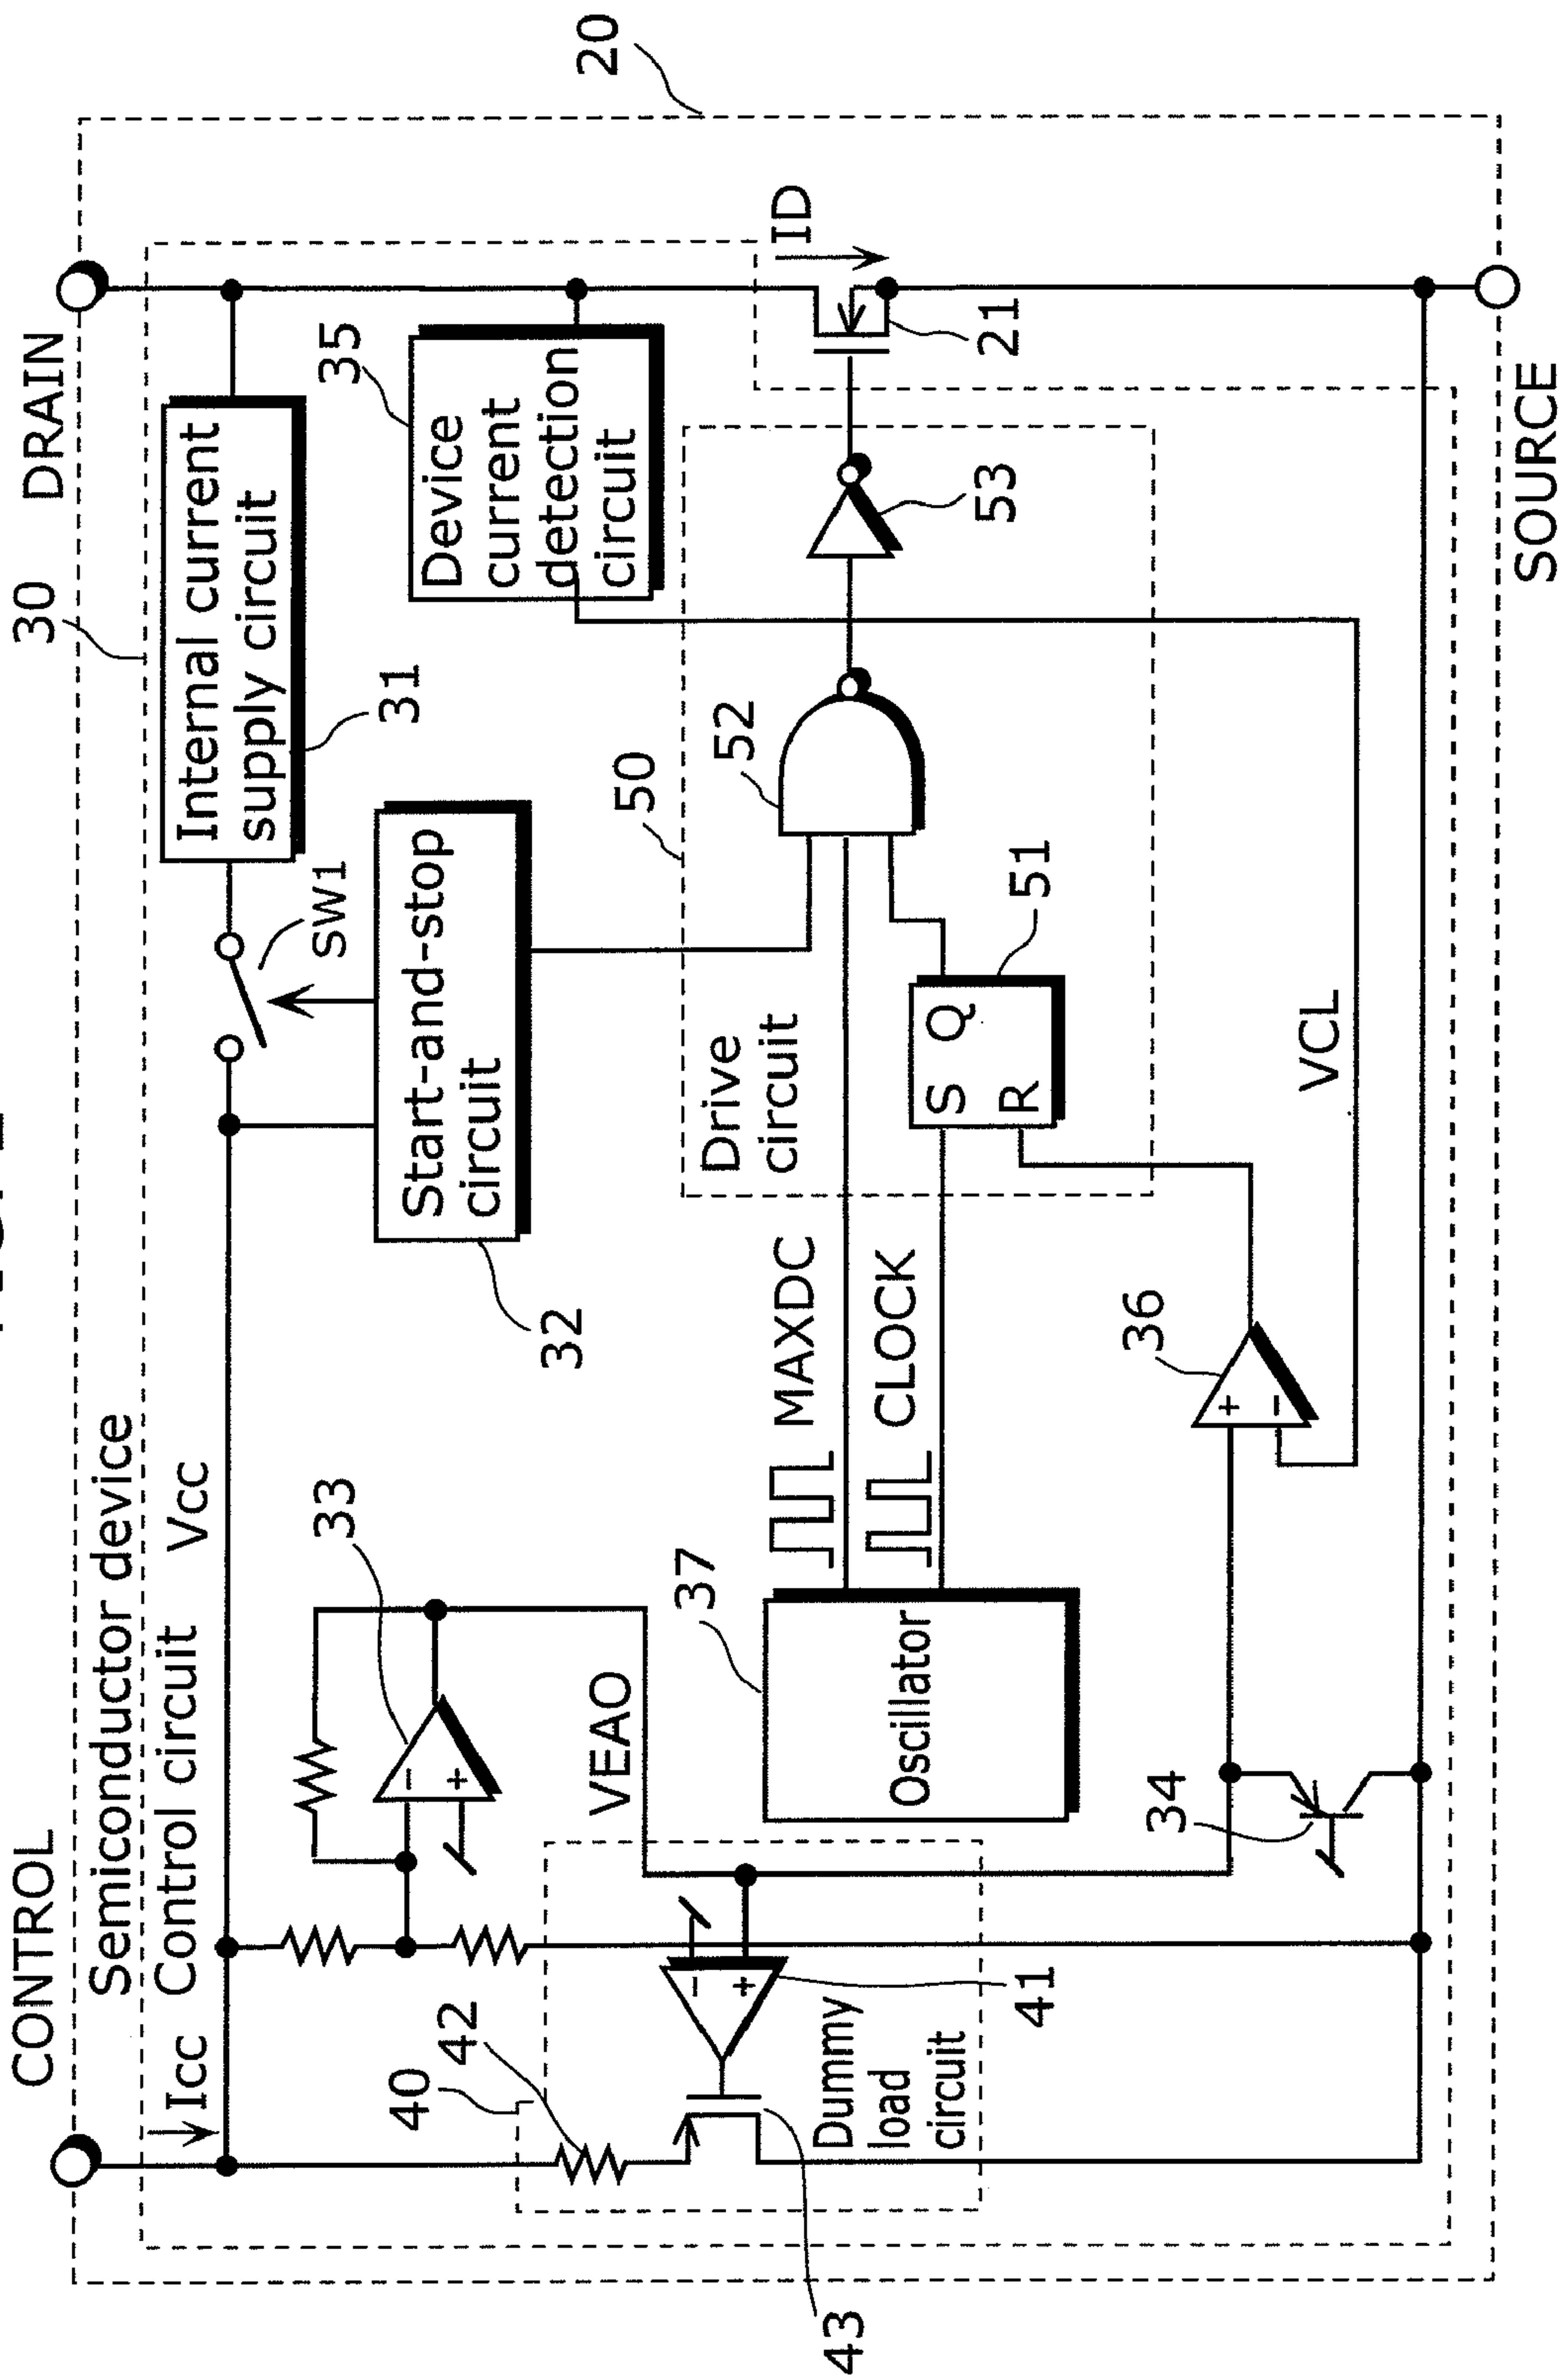 CONTROL
30
DRAIN
20
Semiconductor device
Control circuit
Vcc
Icc
Internal current
supply circuit
31
SW1
Start-and-stop
circuit
32
33
35
Device
current
detection
circuit
40
42
VEAO
37
Oscillator
MAXDC
CLOCK
50
Drive
circuit
52
53
51
S
Q
R
ID
21
-
+
-
+
41
Dummy
load
circuit
43
34
36
+
-
VCL
SOURCE